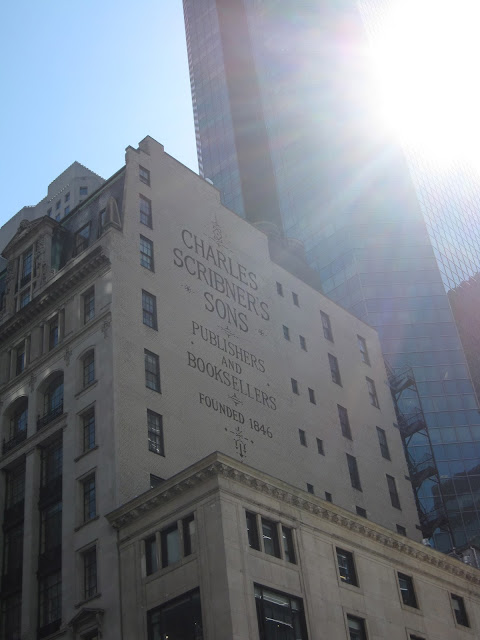 CHARLES
SCRIBNER'S
SONS
PUBLISHERS
AND
BOOKSELLERS
FOUNDED 1846